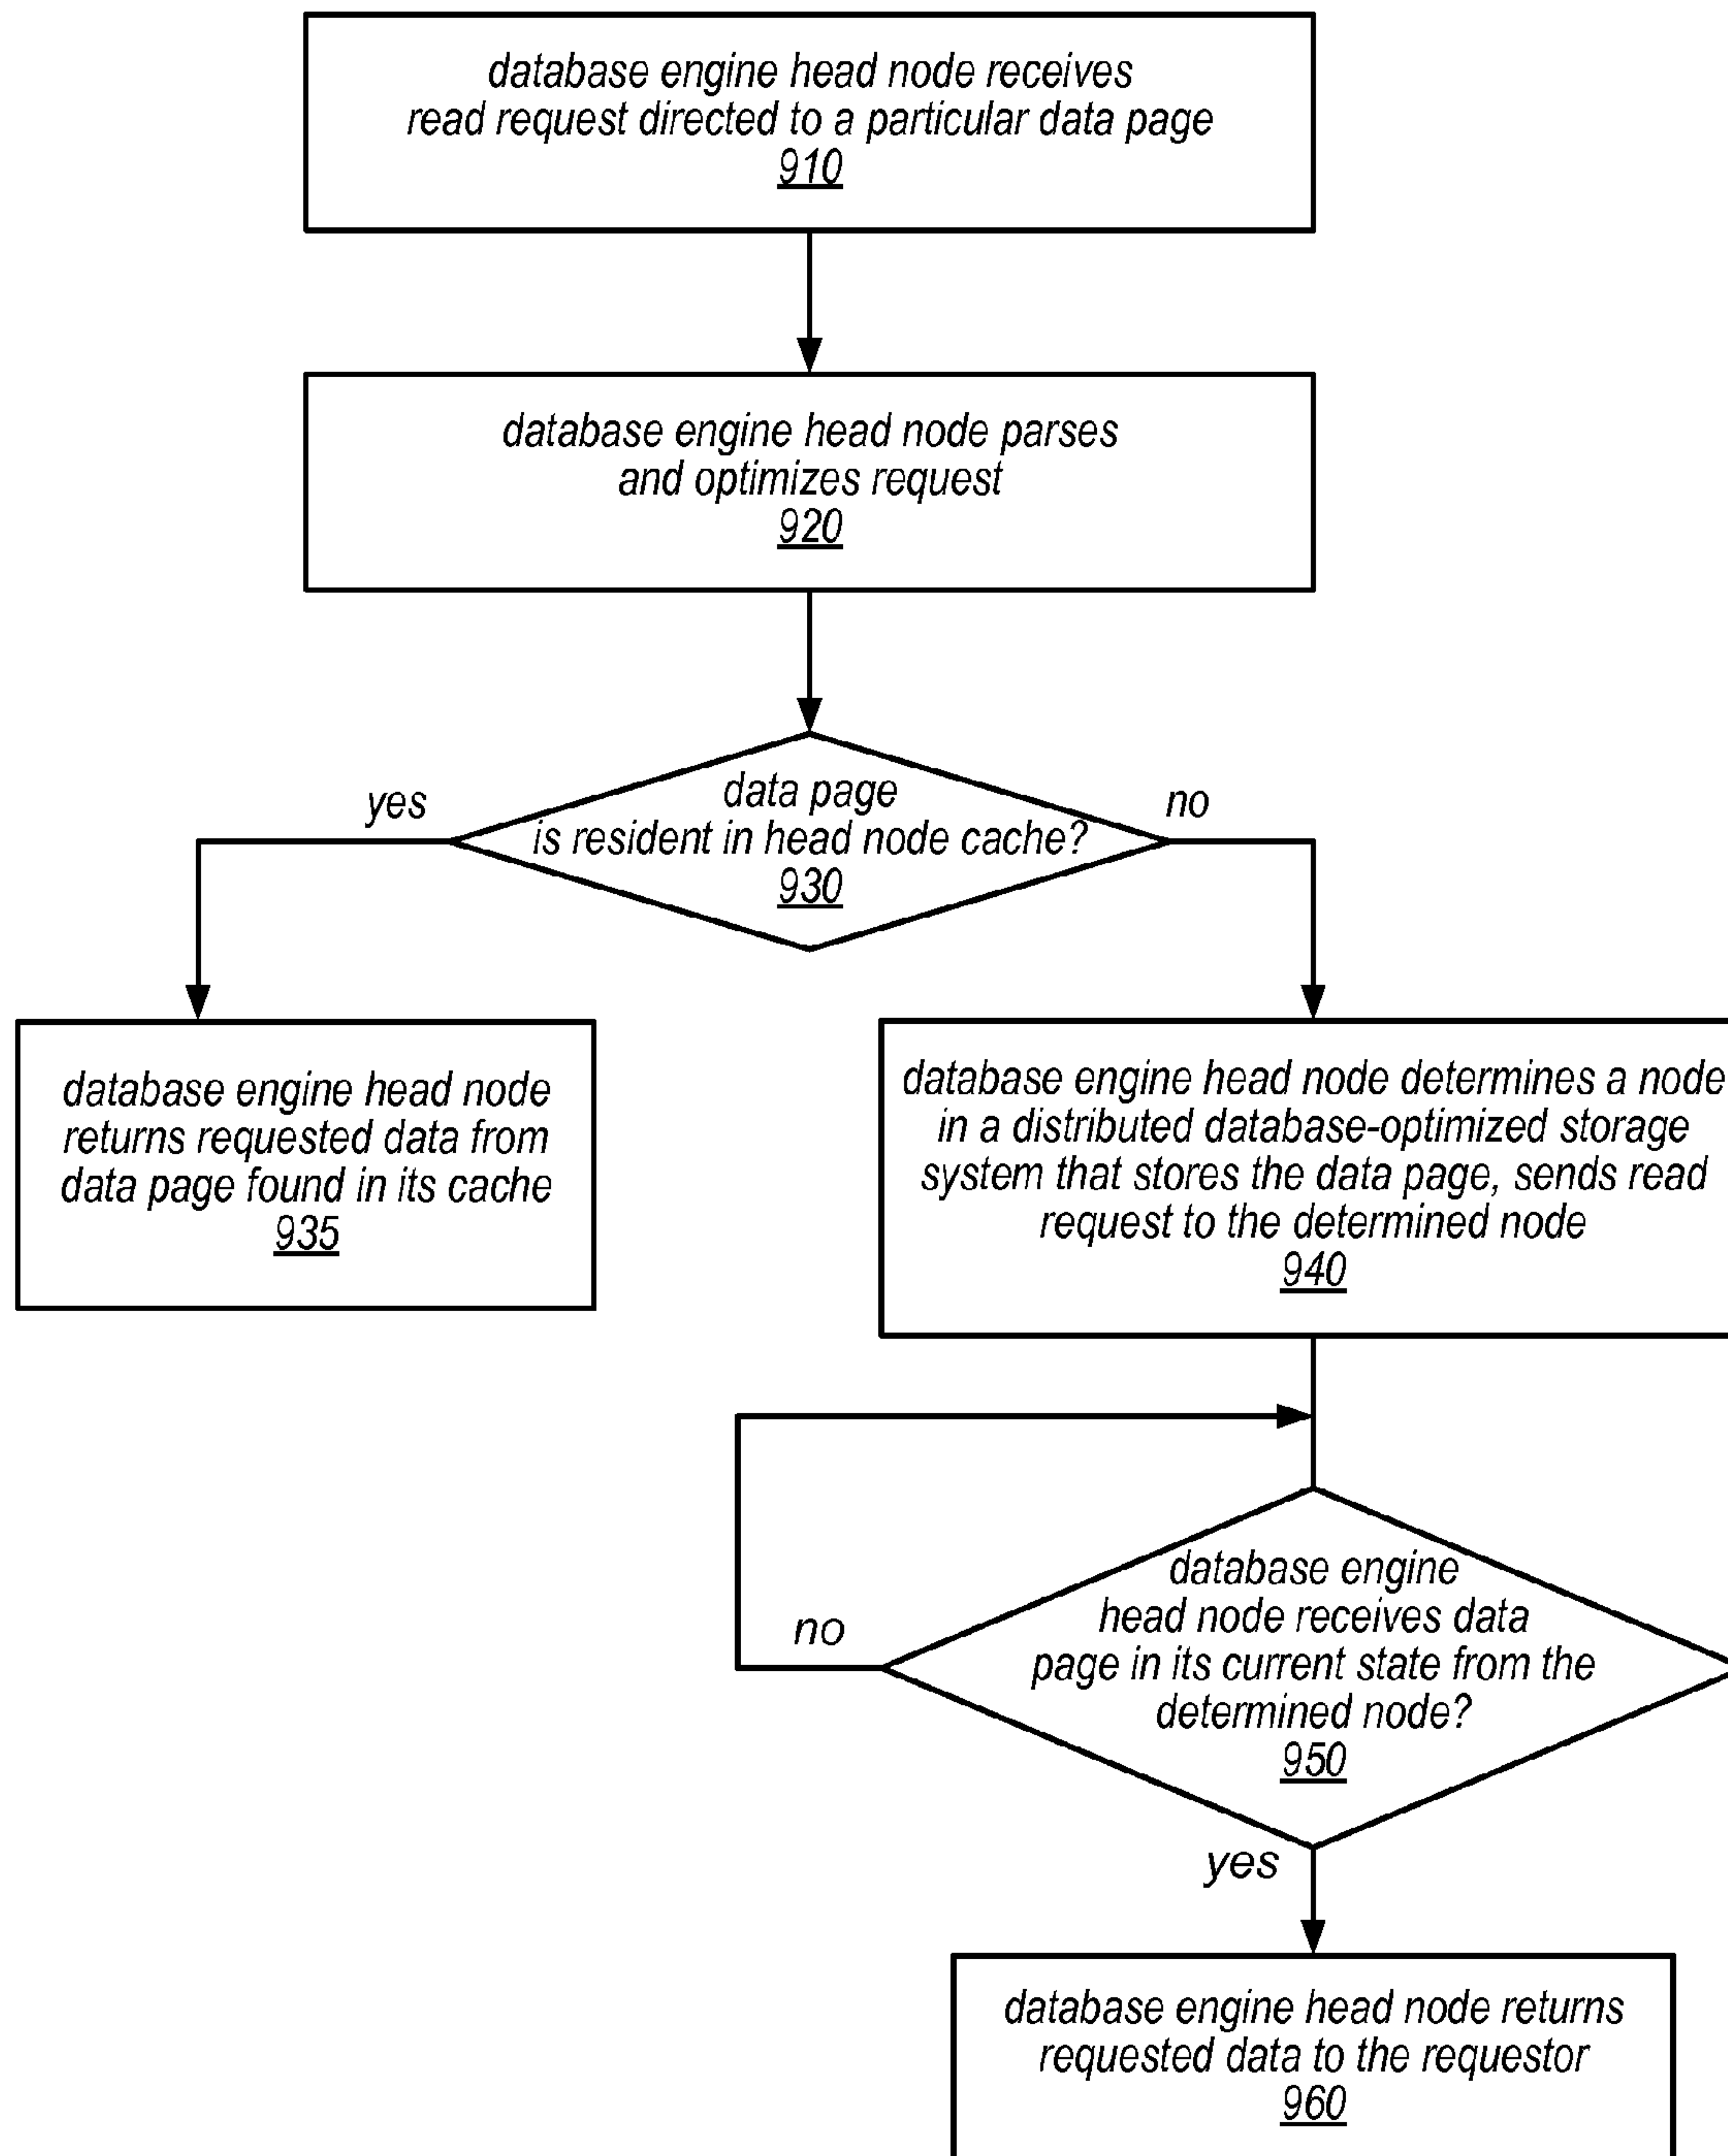 database engine head node receives
read request directed to a particular data page
910
database engine head node parses
and optimizes request
920
yes
data page
is resident in head node cache?
930
no
database engine head node
returns requested data from
data page found in its cache
935
database engine head node determines a node
in a distributed database-optimized storage
system that stores the data page, sends read
request to the determined node
940
no
database engine
head node receives data
page in its current state from the
determined node?
950
yes
database engine head node returns
requested data to the requestor
960